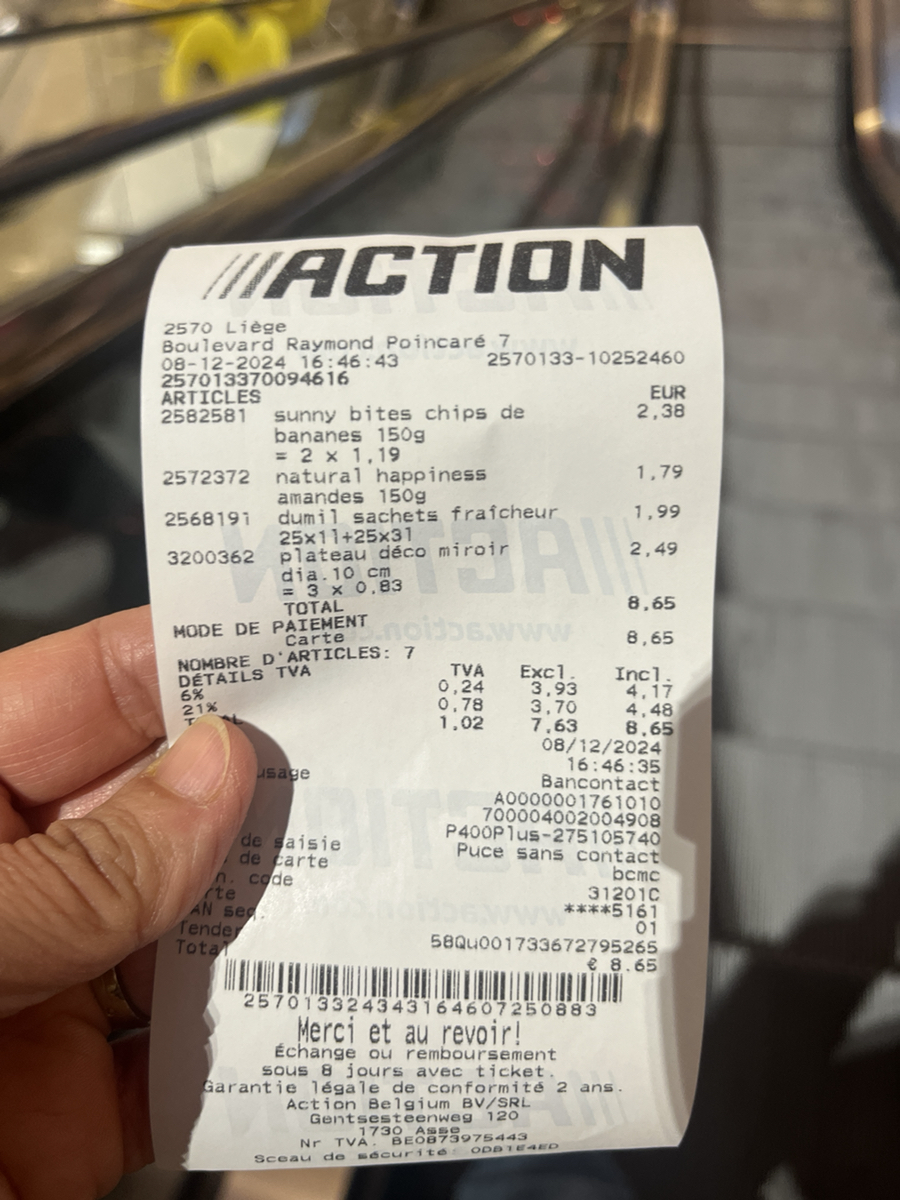 ACTION
2570 Liège
Boulevard Raymond Poincaré 7
08-12-2024 16:46:43 2570133-10252460
257013370094616
ARTICLES EUR
2582581 sunny bites chips de 2,38
bananes 150g
= 2 x 1,19
2572372 natural happiness 1,79
amandes 150g
2568191 dumil sachets fraîcheur 1,99
25x11+25x31
3200362 plateau déco miroir 2,49
dia.10 cm
= 3 x 0,83
TOTAL 8,65
MODE DE PAIEMENT
Carte 8,65
NOMBRE D'ARTICLES: 7
DÉTAILS TVA TVA Excl. Incl.
6% 0,24 3,93 4,17
21% 0,78 3,70 4,48
1,02 7,63 8,65
08/12/2024
16:46:35
usage Bancontact
A0000001761010
700004002004908
P400Plus-275105740
de saisie Puce sans contact
de carte bcmc
code 31201C
****5161
seq. 01
Tender 58Qu001733672795265
Total € 8.65
257013324343164607250883
Merci et au revoir!
Échange ou remboursement
sous 8 jours avec ticket.
Garantie légale de conformité 2 ans.
Action Belgium BV/SRL
Gentsesteenweg 120
1730 Asse
Nr TVA. BE0873975443
Sceau de sécurité: 0DB1E4ED